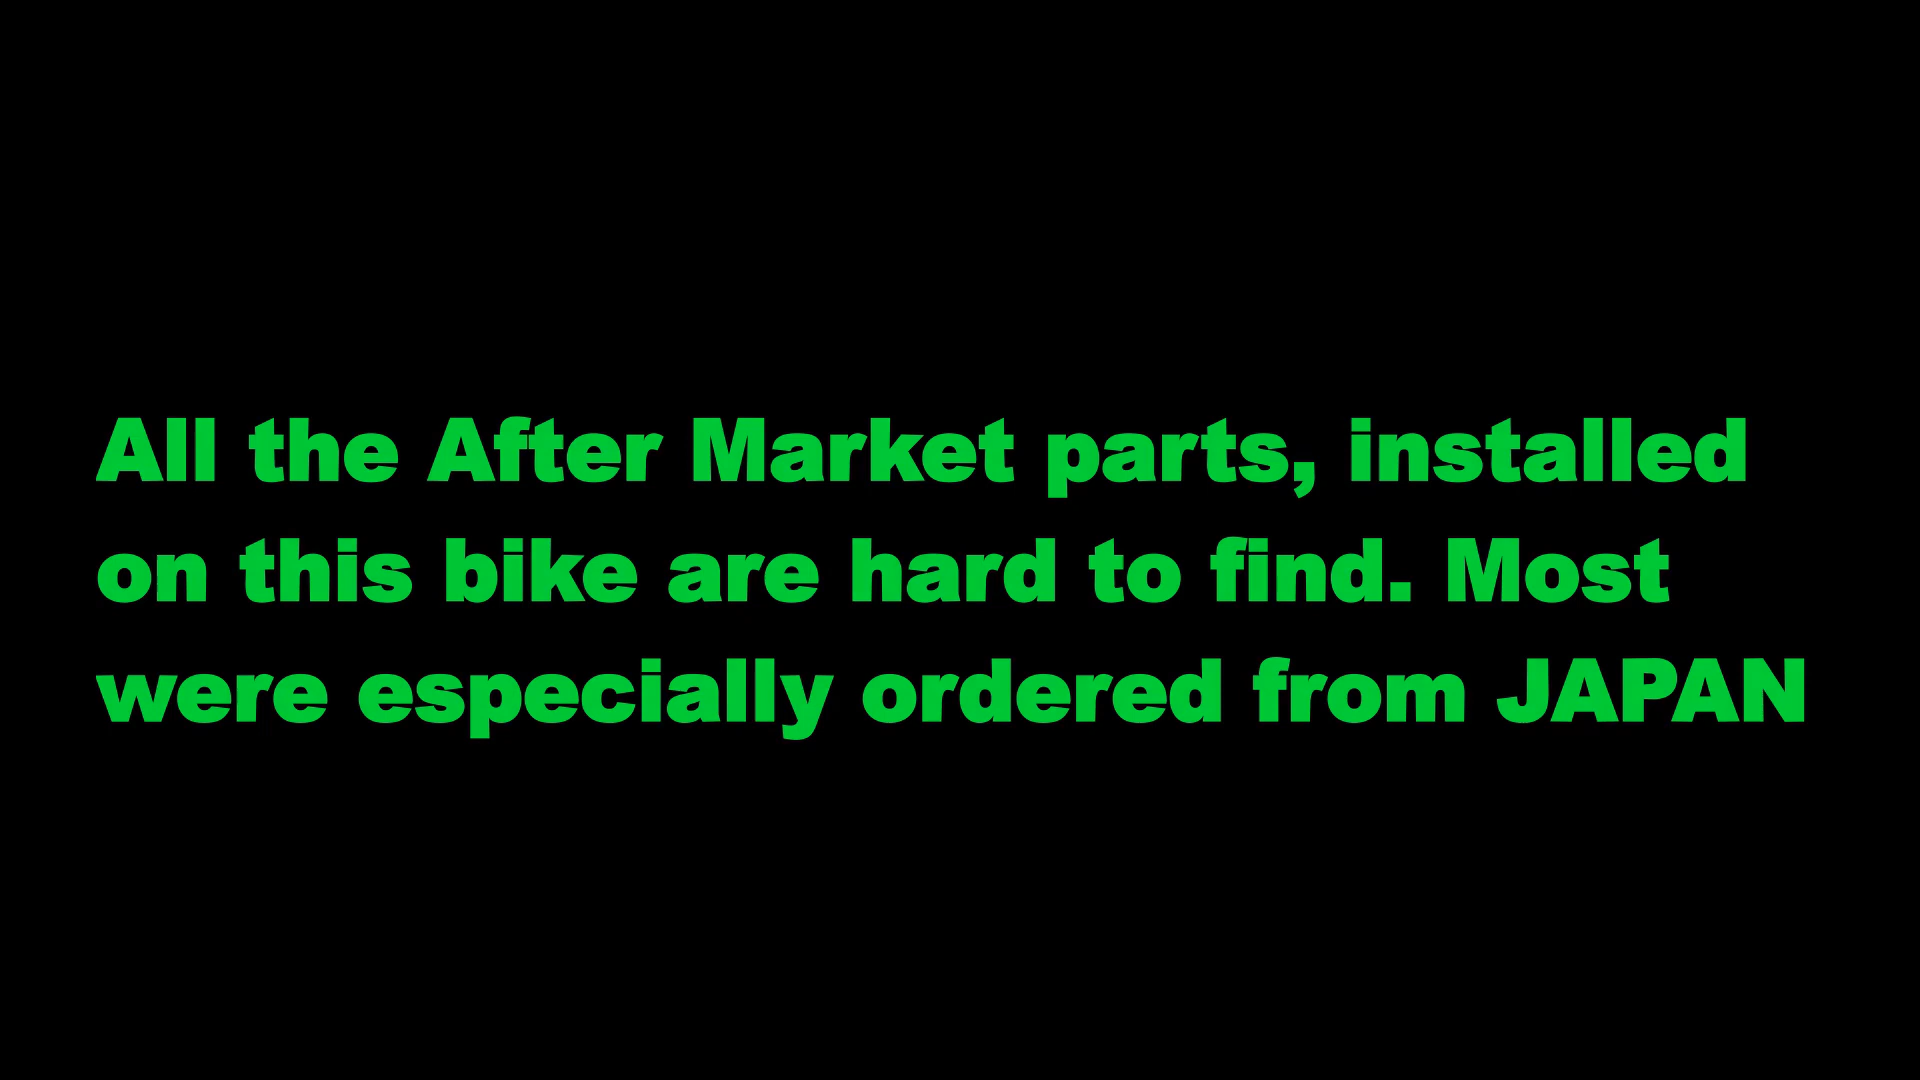 All the After Market parts, installed
on this bike are hard to find. Most
were especially ordered from JAPAN